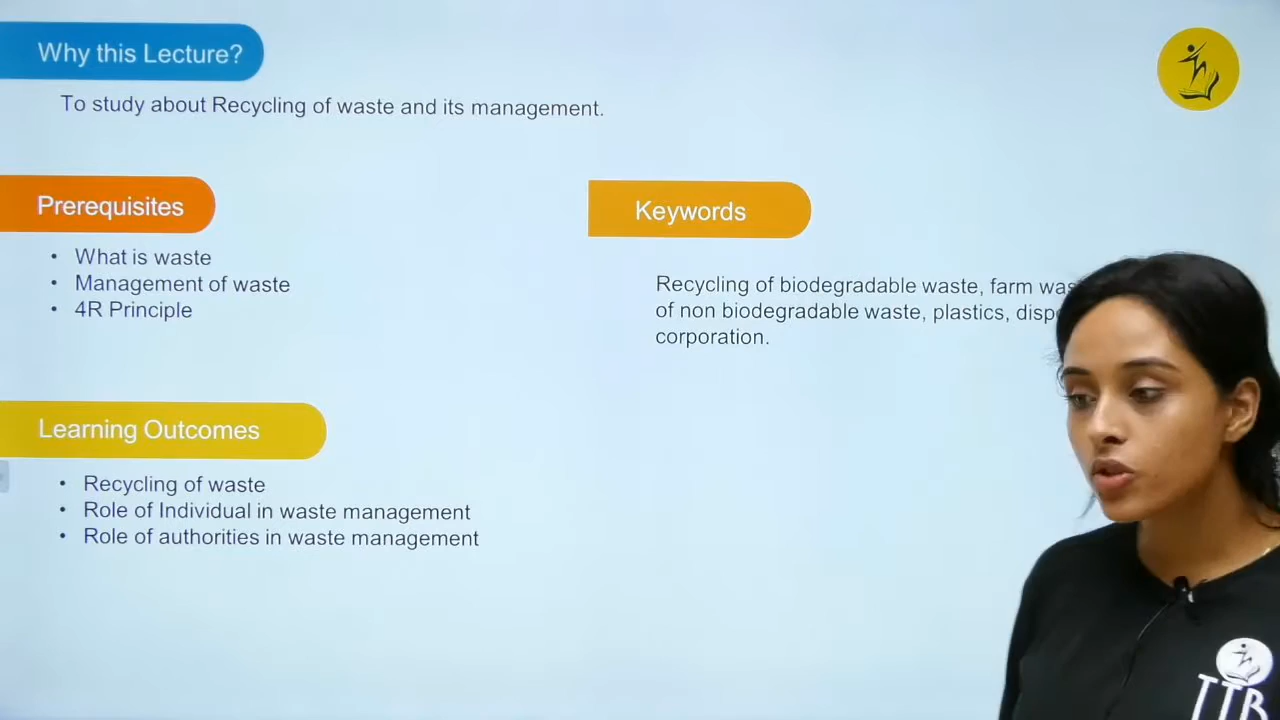 Why this Lecture?
To study about Recycling of waste and its management.
Prerequisites
• What is waste
• Management of waste
• 4R Principle
Keywords
Recycling of biodegradable waste, farm
of non biodegradable waste, plastics,
corporation.
Learning Outcomes
• Recycling of waste
• Role of Individual in waste management
• Role of authorities in waste management
TTB